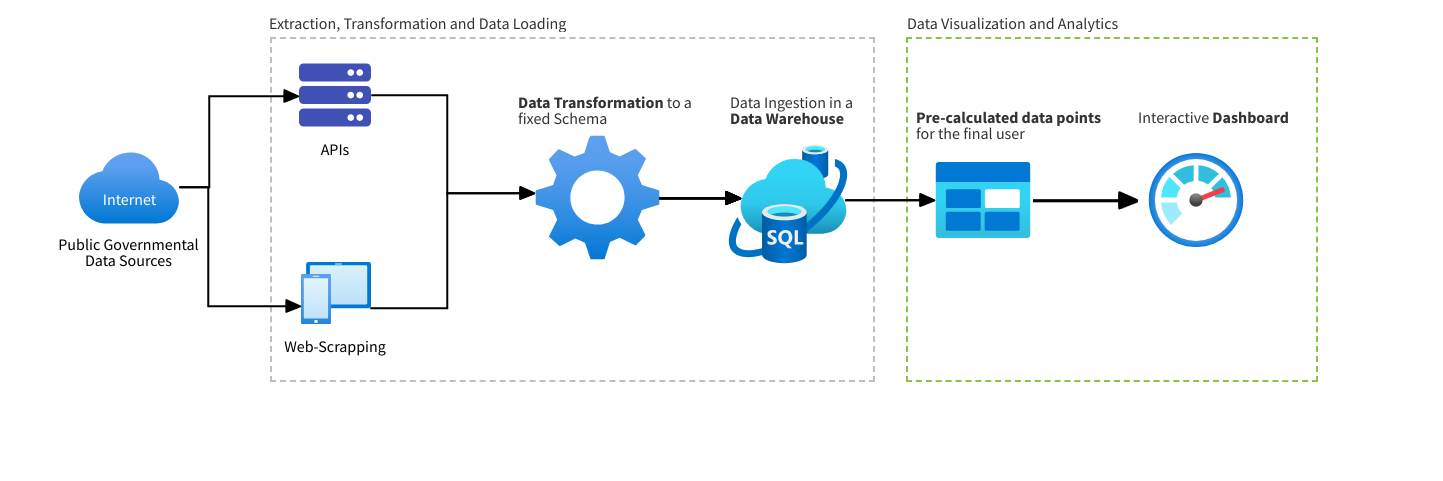 Extraction, Transformation and Data Loading
Data Visualization and Analytics
Data Transformation to a
fixed Schema
Data Ingestion in a
Data Warehouse
Pre-calculated data points
for the final user
Interactive Dashboard
APIs
Internet
Public Governmental
Data Sources
SQL
Web-Scrapping